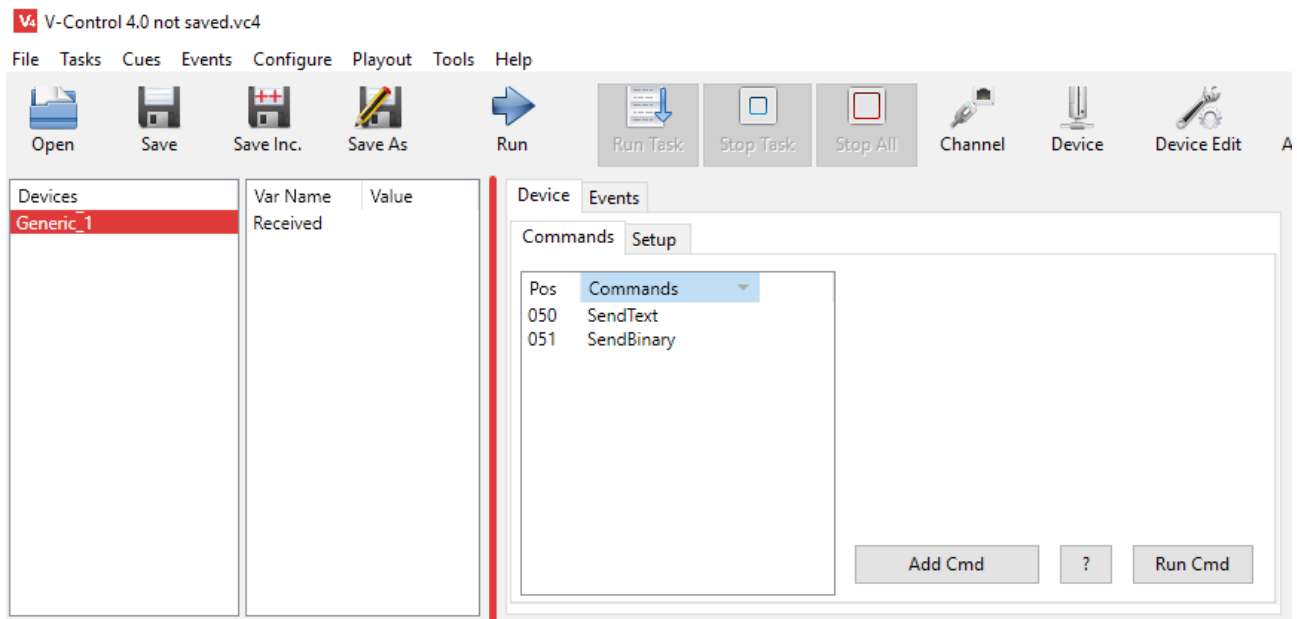 V4 V-Control 4.0 not saved.vc4
File Tasks Cues Events Configure Playout Tools Help
Open Save Save Inc. Save As Run Run Task Stop Task Stop All Channel Device Device Edit A
Devices Var Name Value Device Events
Generic_1 Received
Commands Setup
Pos Commands
050 SendText
051 SendBinary
Add Cmd ? Run Cmd